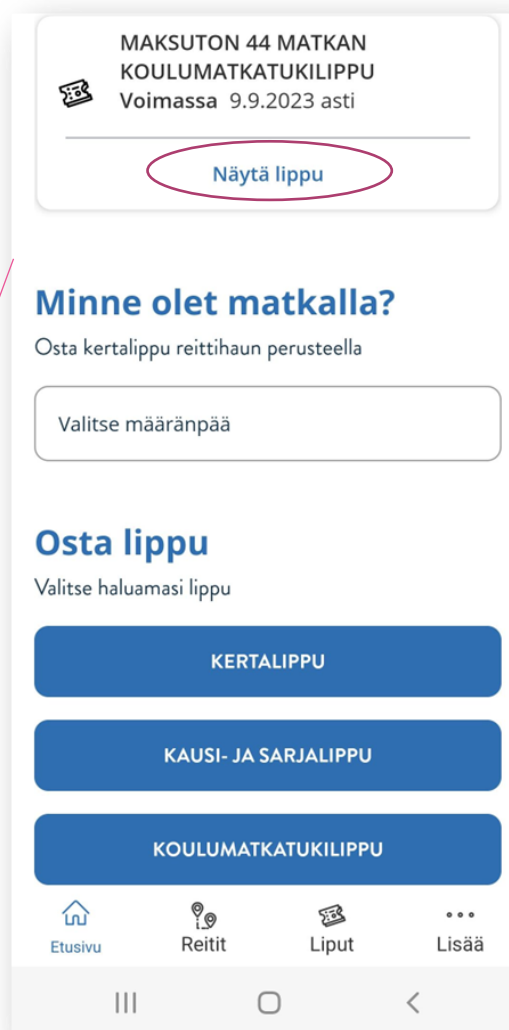 MAKSUTON 44 MATKAN
KOULUMATKATUKILIPPU
Voimassa 9.9.2023 asti
Näytä lippu
Minne olet matkalla?
Osta kertalippu reittihaun perusteella
Valitse määränpää
Osta lippu
Valitse haluamasi lippu
KERTALIPPU
KAUSI- JA SARJALIPPU
KOULUMATKATUKILIPPU
Etusivu Reitit Liput Lisää